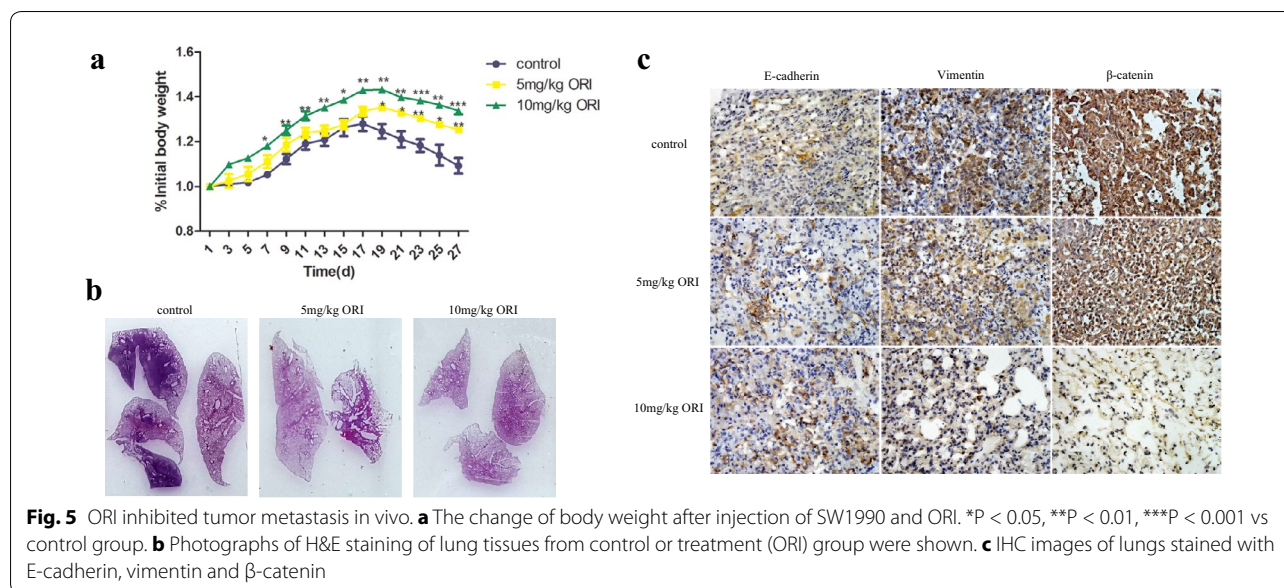 a
% Initial body weight
1.6
1.4
1.2
1.0
0.8
* ** ** ** * ** ** ** *** ** ***
* * * * **
1 3 5 7 9 11 13 15 17 19 21 23 25 27
Time(d)
control
5mg/kg ORI
10mg/kg ORI
b
control 5mg/kg ORI 10mg/kg ORI
c
E-cadherin Vimentin β-catenin
control
5mg/kg ORI
10mg/kg ORI
Fig. 5 ORI inhibited tumor metastasis in vivo. a The change of body weight after injection of SW1990 and ORI. *P < 0.05, **P < 0.01, ***P < 0.001 vs
control group. b Photographs of H&E staining of lung tissues from control or treatment (ORI) group were shown. c IHC images of lungs stained with
E-cadherin, vimentin and β-catenin